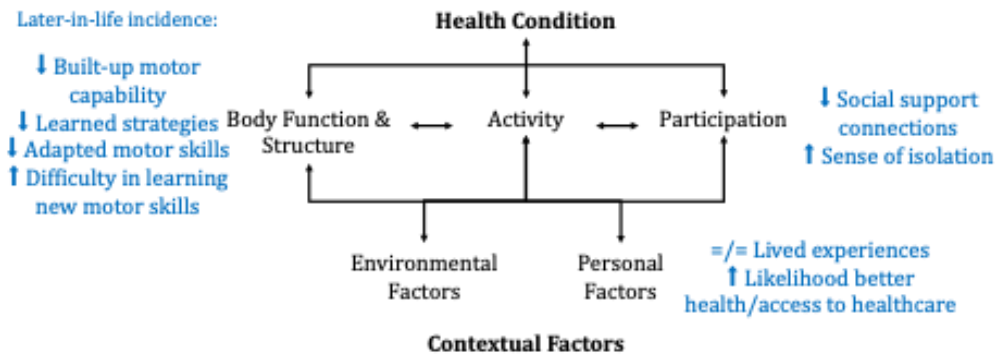 Later-in-life incidence:
Health Condition
↓ Built-up motor
capability
↓ Learned strategies
↓ Adapted motor skills
↑ Difficulty in learning
new motor skills
Body Function &
Structure
Activity
Participation
↓ Social support
connections
↑ Sense of isolation
Environmental
Factors
Personal
Factors
=/= Lived experiences
↑ Likelihood better
health/access to healthcare
Contextual Factors